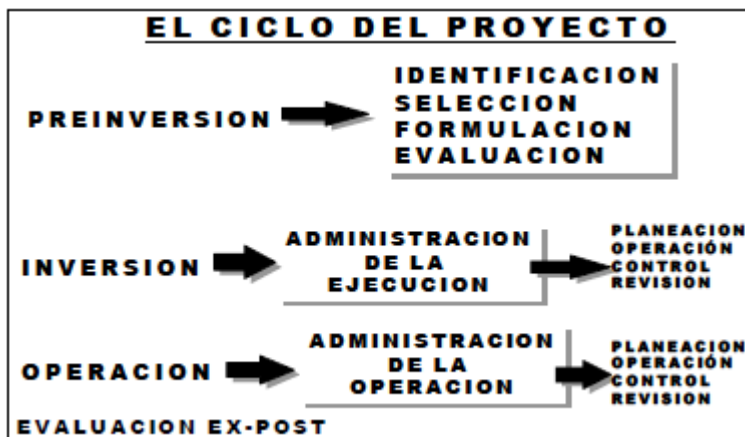 EL CICLO DEL PROYECTO
PREINVERSION
IDENTIFICACION
SELECCION
FORMULACION
EVALUACION
INVERSION
ADMINISTRACION
DE LA
EJECUCION
PLANEACION
OPERACIÓN
CONTROL
REVISION
OPERACION
ADMINISTRACION
DE LA
OPERACION
PLANEACION
OPERACIÓN
CONTROL
REVISION
EVALUACION EX-POST